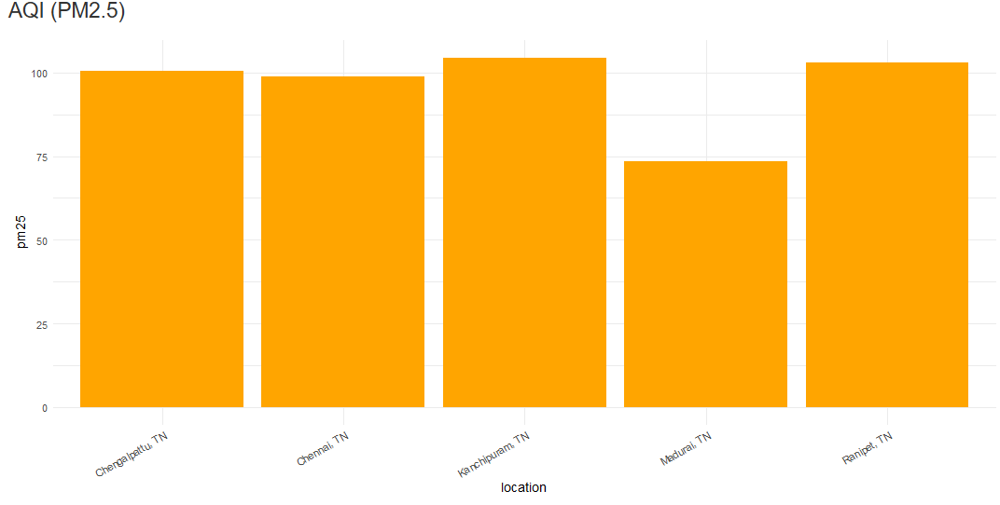 AQI (PM2.5)
pm25
100
75
50
25
0
Chengalpattu, TN
Chennai, TN
Kanchipuram, TN
Madurai, TN
Ranipet, TN
location